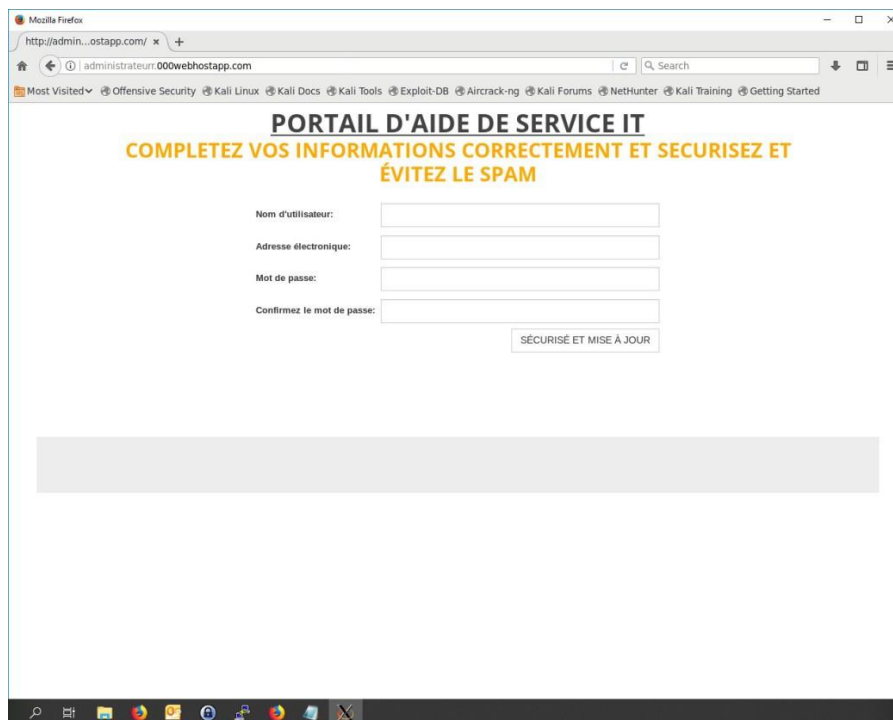 Mozilla Firefox
http://admin...ostapp.com/
administrateurr.000webhostapp.com
Search
Most Visited
Offensive Security
Kali Linux
Kali Docs
Kali Tools
Exploit-DB
Aircrack-ng
Kali Forums
NetHunter
Kali Training
Getting Started
PORTAIL D'AIDE DE SERVICE IT
COMPLETEZ VOS INFORMATIONS CORRECTEMENT ET SECURISEZ ET
ÉVITEZ LE SPAM
Nom d'utilisateur:
Adresse électronique:
Mot de passe:
Confirmez le mot de passe:
SÉCURISÉ ET MISE À JOUR